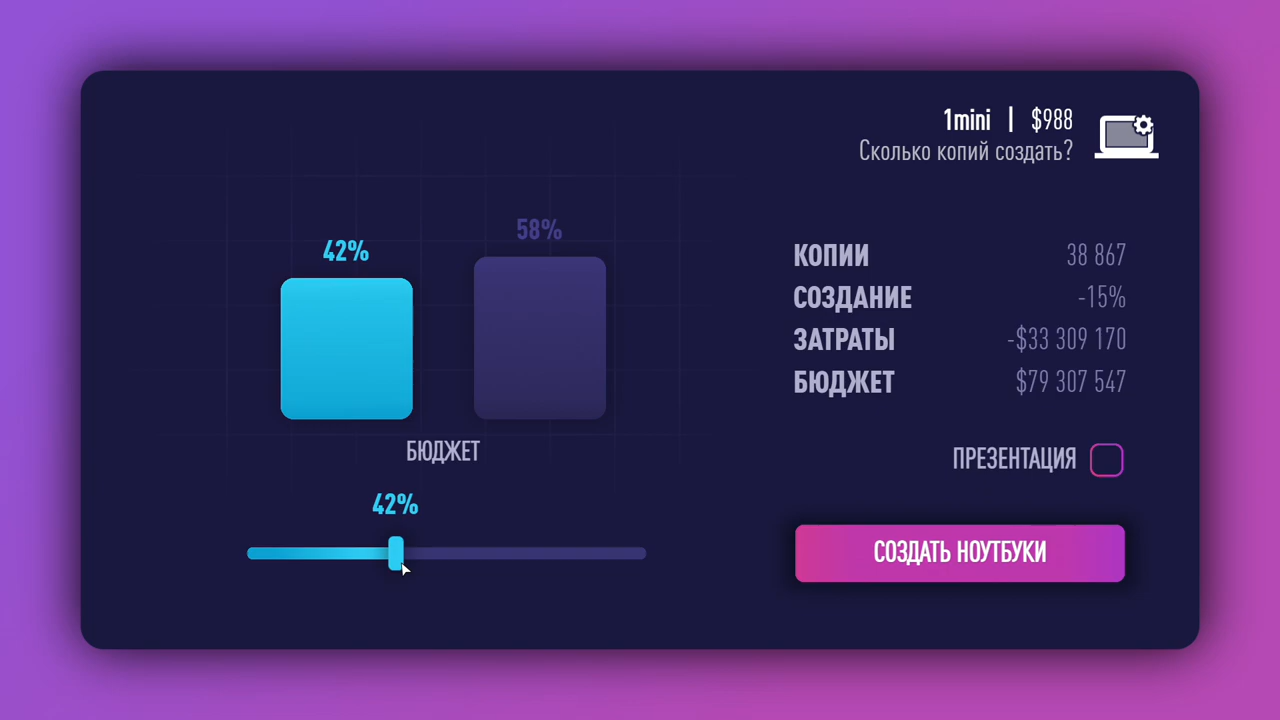 1mini | $988
Сколько копий создать?
42%
58%
БЮДЖЕТ
42%
КОПИИ 38 867
СОЗДАНИЕ -15%
ЗАТРАТЫ -$33 309 170
БЮДЖЕТ $79 307 547
ПРЕЗЕНТАЦИЯ
СОЗДАТЬ НОУТБУКИ